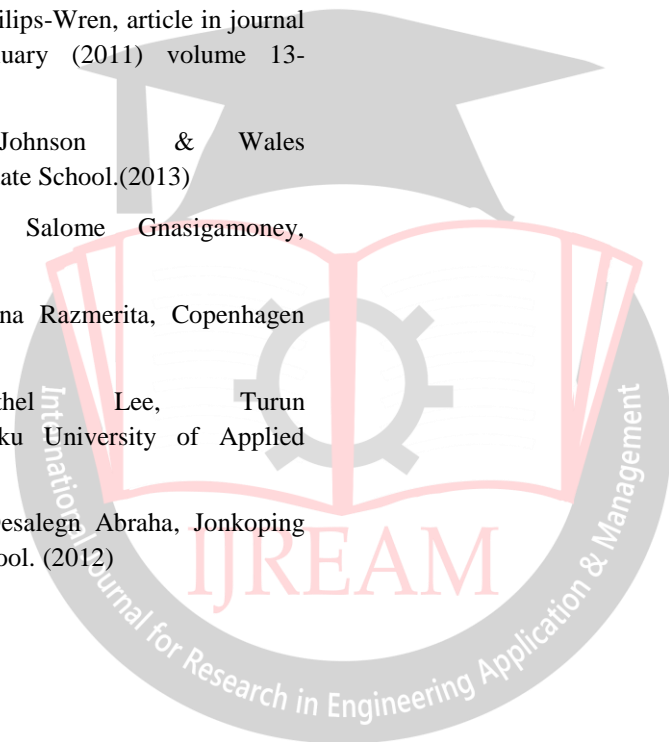 ilips-Wren, article in journal
uary (2011) volume 13-
Johnson & Wales
ate School.(2013)
Salome Gnasigamoney,
na Razmerita, Copenhagen
thel Lee, Turun
ku University of Applied
Desalegn Abraha, Jonkoping
ool. (2012)
International Journal for Research in Engineering Application & Management
IJREAM